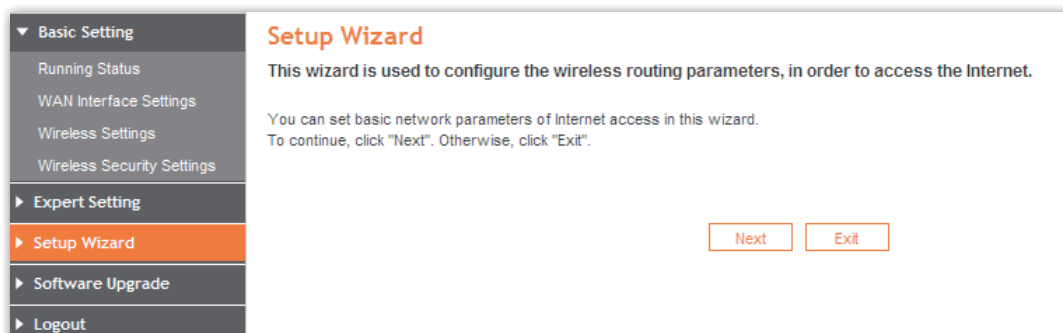 Basic Setting
Running Status
WAN Interface Settings
Wireless Settings
Wireless Security Settings
Expert Setting
Setup Wizard
Software Upgrade
Logout
Setup Wizard
This wizard is used to configure the wireless routing parameters, in order to access the Internet.
You can set basic network parameters of Internet access in this wizard.
To continue, click "Next". Otherwise, click "Exit".
Next
Exit